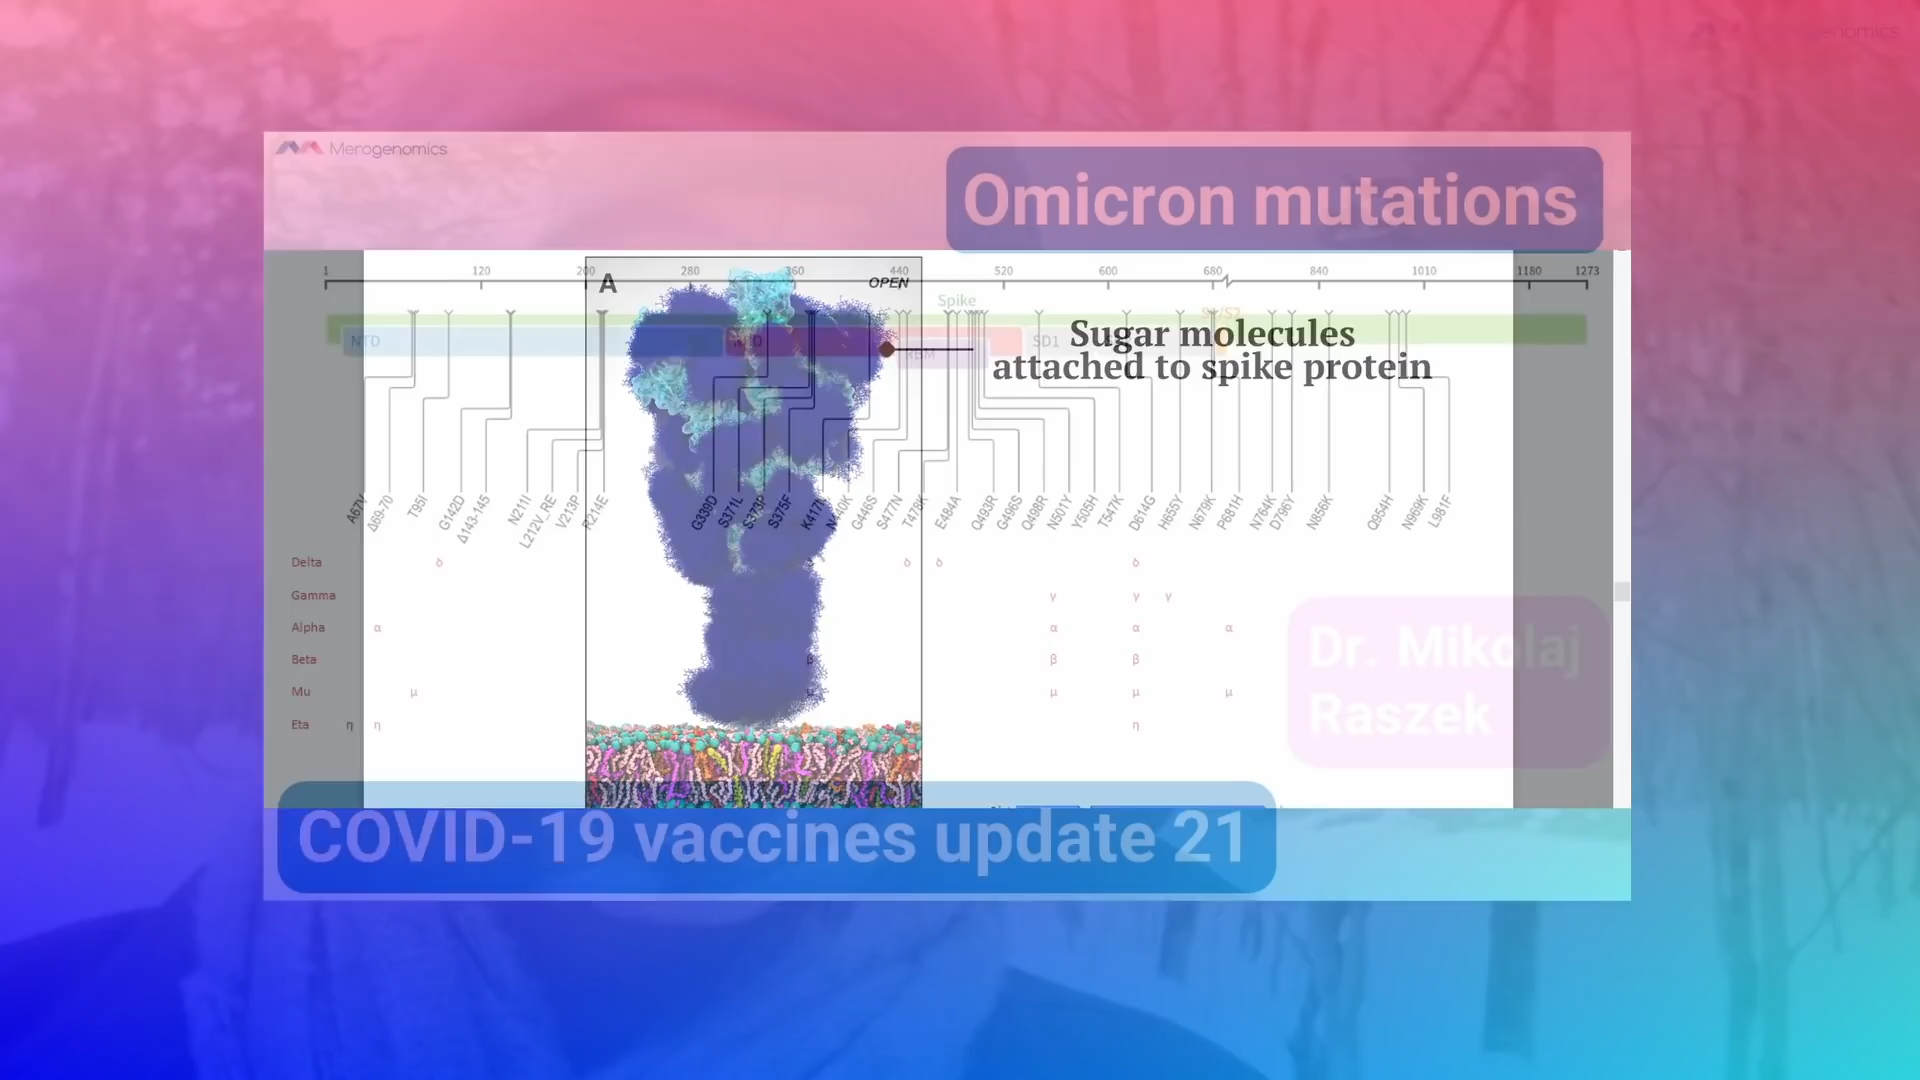 Merogenomics
Omicron mutations
1 120 200 280 360 440 520 600 680 840 1010 1180 1273
A
OPEN
Spike
S1/S2
NTD
RBD
RBM
SD1
Sugar molecules
attached to spike protein
A67V Δ69-70 T95I G142D Δ143-145 N211I L212V_RE V213P R214E G339D S371L S373P S375F K417N N440K G446S S477N T478K E484A Q493R G496S Q498R N501Y Y505H T547K D614G H655Y N679K P681H N764K D796Y N856K Q954H N969K L981F
Delta δ δ δ δ
Gamma γ γ γ
Alpha α α α α
Beta β β β
Mu μ μ μ μ μ
Eta η η η
Dr. Mikolaj
Raszek
COVID-19 vaccines update 21